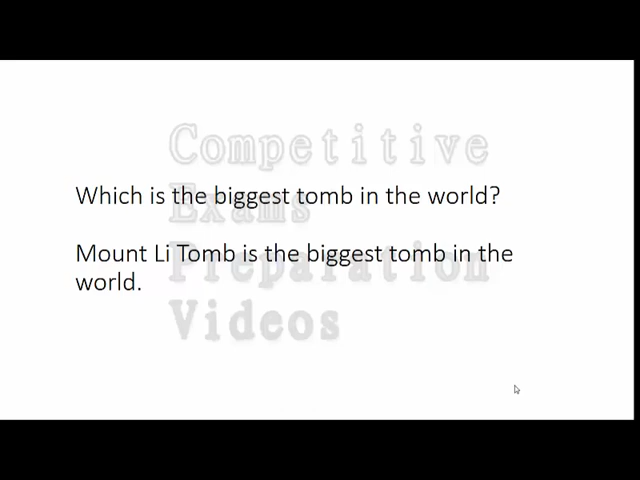 Competitive
Which is the biggest tomb in the world?
Exams
Mount Li Tomb is the biggest tomb in the
Preparation
world.
Videos